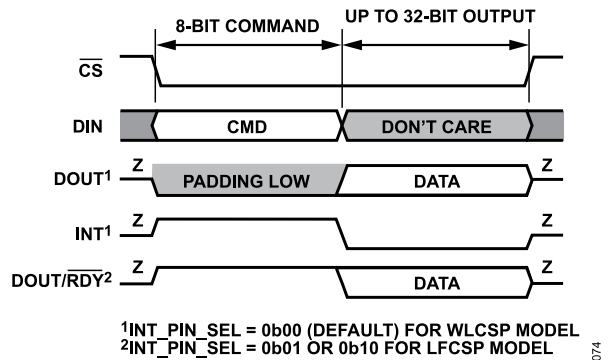 8-BIT COMMAND UP TO 32-BIT OUTPUT
CS
DIN CMD DON'T CARE
DOUT1 Z PADDING LOW DATA Z
INT1 Z Z
DOUT/RDY2 Z DATA Z
1INT_PIN_SEL = 0b00 (DEFAULT) FOR WLCSP MODEL
2INT_PIN_SEL = 0b01 OR 0b10 FOR LFCSP MODEL
074